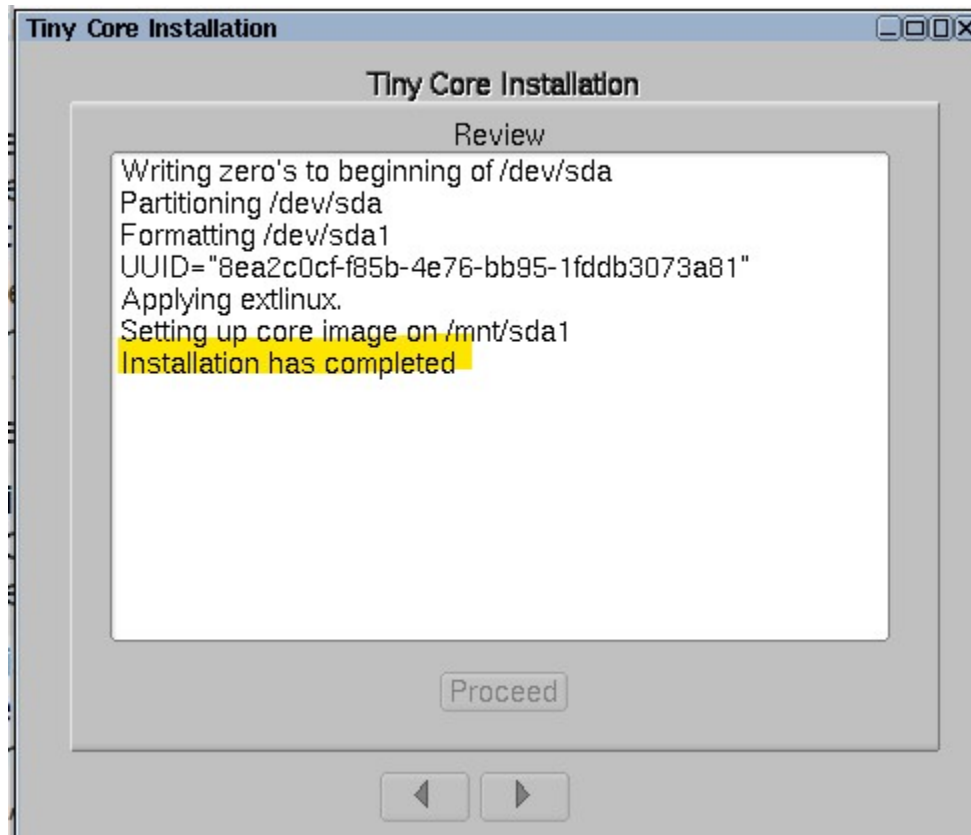 Tiny Core Installation
Tiny Core Installation
Review
Writing zero's to beginning of /dev/sda
Partitioning /dev/sda
Formatting /dev/sda1
UUID="8ea2c0cf-f85b-4e76-bb95-1fddb3073a81"
Applying extlinux.
Setting up core image on /mnt/sda1
Installation has completed
Proceed